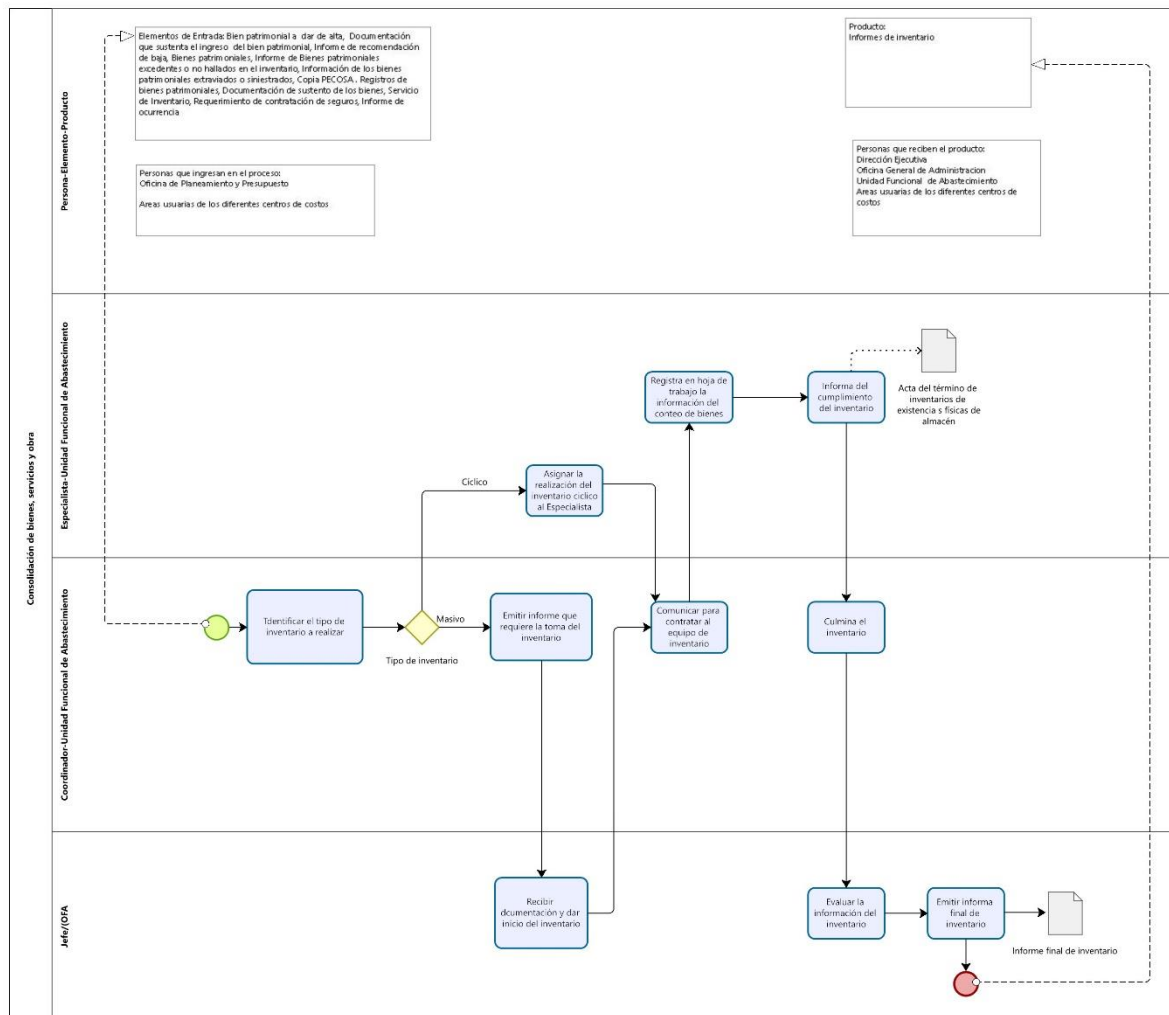 Consolidación de bienes, servicios y obra
Persona-Elemento-Producto
Elementos de Entrada: Bien patrimonial a dar de alta, Documentación
que sustenta el ingreso del bien patrimonial, Informe de recomendación
de baja, Bienes patrimoniales, Informe de Bienes patrimoniales
excedentes o no hallados en el inventario, Información de los bienes
patrimoniales extraviados o siniestrados, Copia PECOSA. Registros de
bienes patrimoniales, Documentación de sustento de los bienes, Servicio
de Inventario, Requerimiento de contratación de seguros, Informe de
ocurrencia
Personas que ingresan en el proceso:
Oficina de Planeamiento y Presupuesto
Areas usuarias de los diferentes centros de costos
Producto:
Informes de inventario
Personas que reciben el producto:
Dirección Ejecutiva
Oficina General de Administracion
Unidad Funcional de Abastecimiento
Areas usuarias de los diferentes centros de
costos
Especialista-Unidad Funcional de Abastecimiento
Registra en hoja de
trabajo la
información del
conteo de bienes
Informa del
cumplimiento
del inventario
Acta del término de
inventarios de
existencia s físicas de
almacén
Ciclico
Asignar la
realización del
inventario ciclico
al Especialista
Coordinador-Unidad Funcional de Abastecimiento
Tdentificar el tipo de
inventario a realizar
Masivo
Tipo de inventario
Emitir informe que
requiere la toma del
inventario
Comunicar para
contratar al
equipo de
inventario
Culmina el
inventario
Jefe/(OFA
Recibir
dcumentación y dar
inicio del inventario
Evaluar la
información del
inventario
Emitir informa
final de
inventario
Informe final de inventario